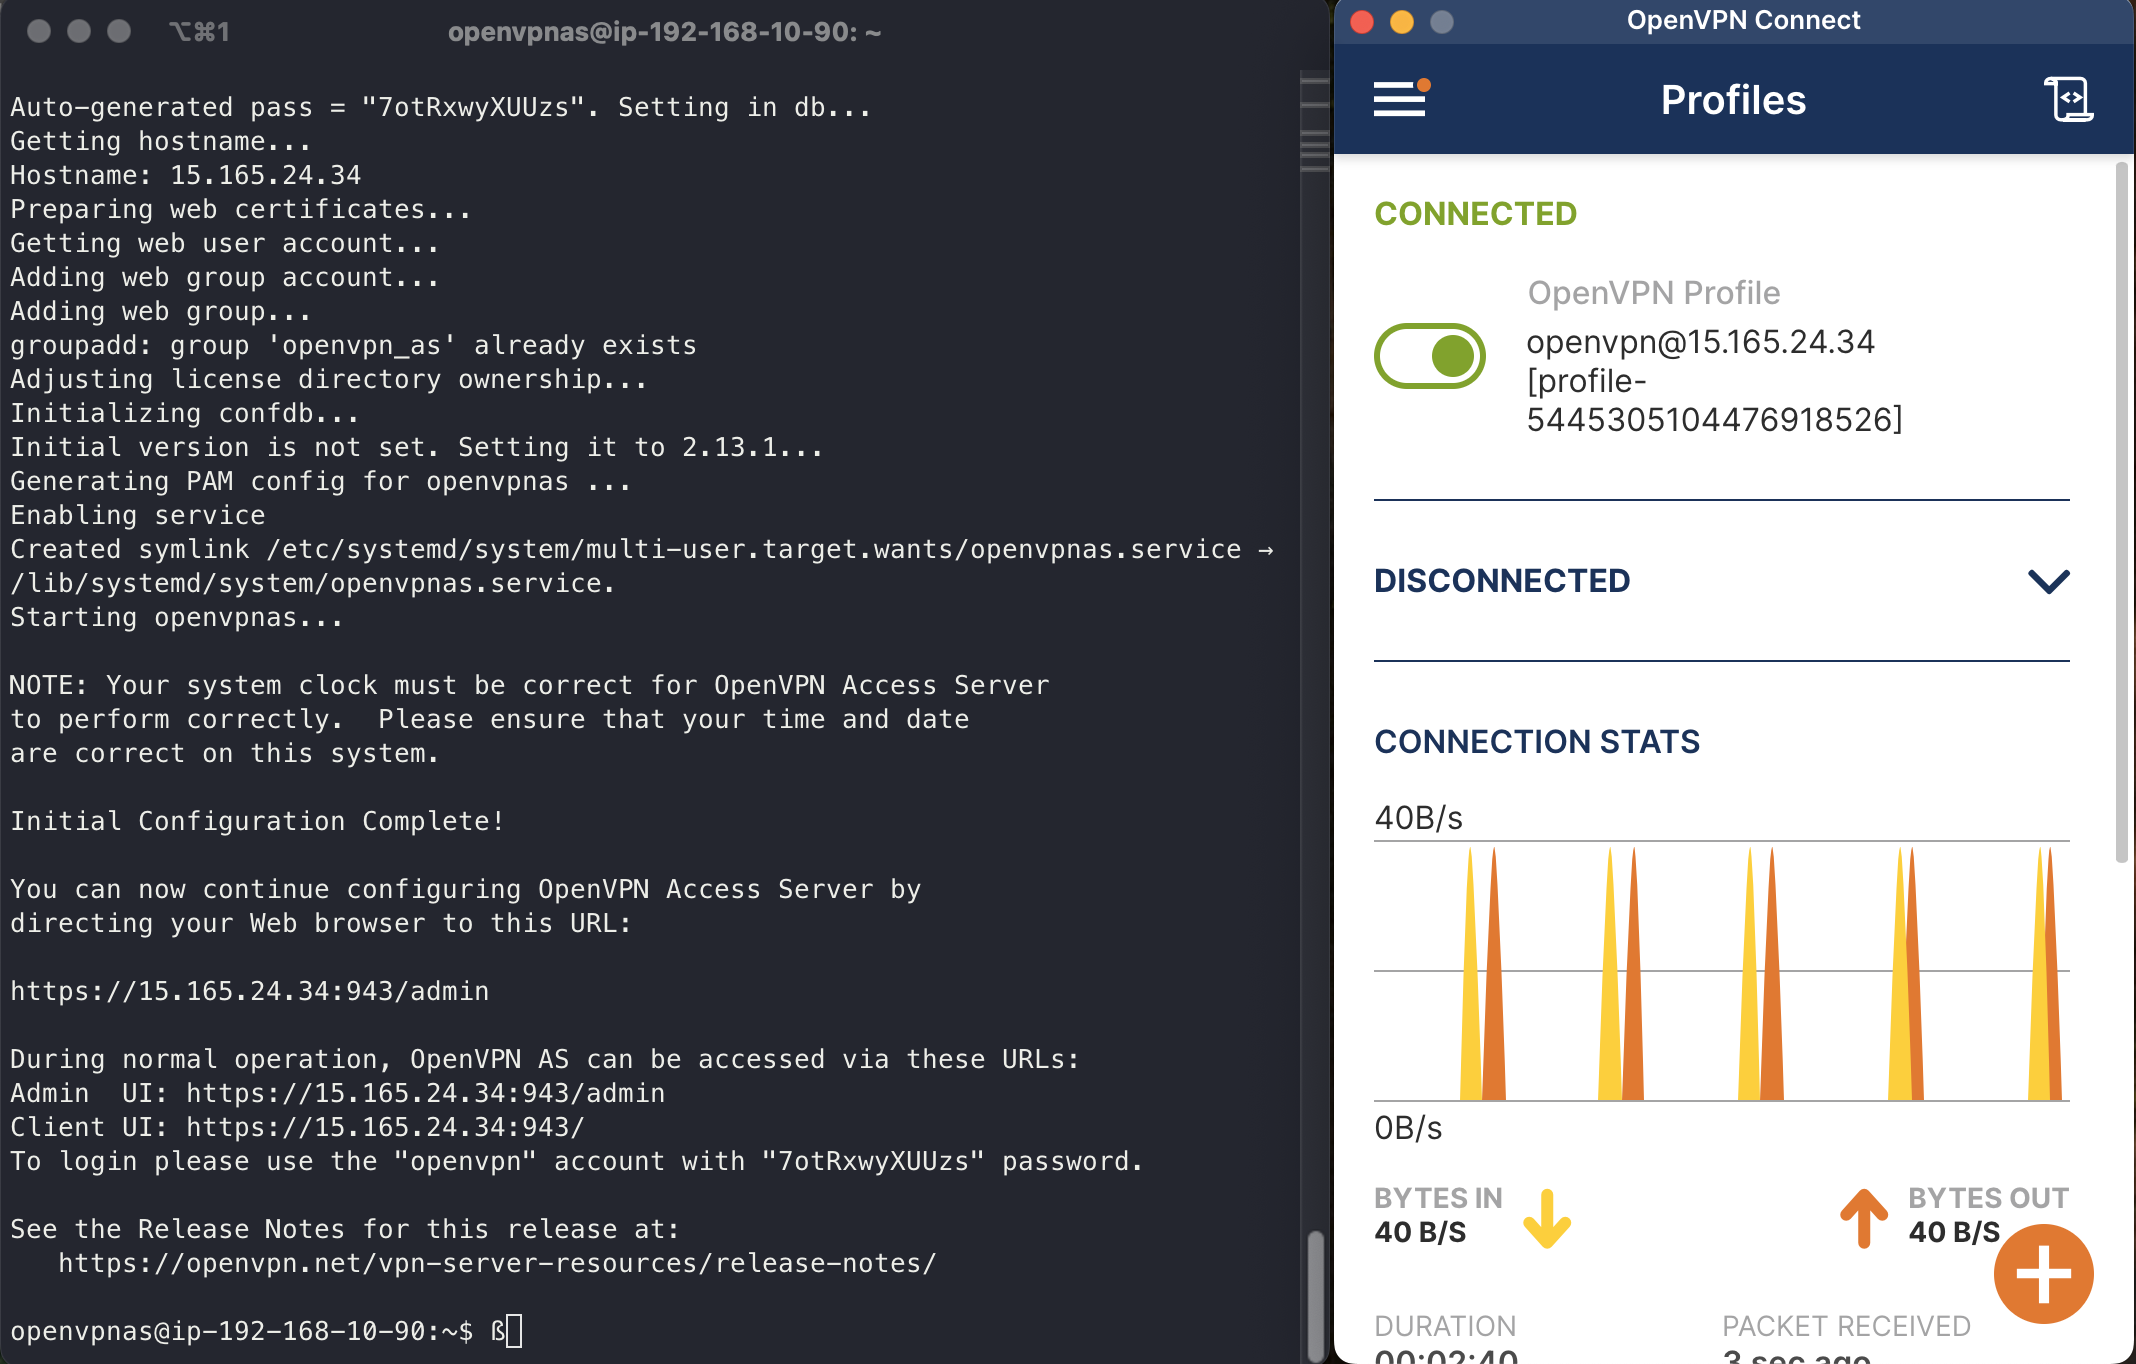 ⌥⌘1
openvpnas@ip-192-168-10-90: ~
Auto-generated pass = "7otRxwyXUUzs". Setting in db...
Getting hostname...
Hostname: 15.165.24.34
Preparing web certificates...
Getting web user account...
Adding web group account...
Adding web group...
groupadd: group 'openvpn_as' already exists
Adjusting license directory ownership...
Initializing confdb...
Initial version is not set. Setting it to 2.13.1...
Generating PAM config for openvpnas ...
Enabling service
Created symlink /etc/systemd/system/multi-user.target.wants/openvpnas.service →
/lib/systemd/system/openvpnas.service.
Starting openvpnas...
NOTE: Your system clock must be correct for OpenVPN Access Server
to perform correctly.  Please ensure that your time and date
are correct on this system.
Initial Configuration Complete!
You can now continue configuring OpenVPN Access Server by
directing your Web browser to this URL:
https://15.165.24.34:943/admin
During normal operation, OpenVPN AS can be accessed via these URLs:
Admin  UI: https://15.165.24.34:943/admin
Client UI: https://15.165.24.34:943/
To login please use the "openvpn" account with "7otRxwyXUUzs" password.
See the Release Notes for this release at:
   https://openvpn.net/vpn-server-resources/release-notes/
openvpnas@ip-192-168-10-90:~$ ß
OpenVPN Connect
Profiles
CONNECTED
OpenVPN Profile
openvpn@15.165.24.34
[profile-
5445305104476918526]
DISCONNECTED
CONNECTION STATS
40B/s
0B/s
BYTES IN
40 B/S
BYTES OUT
40 B/S
DURATION
00:02:40
PACKET RECEIVED
3 sec ago